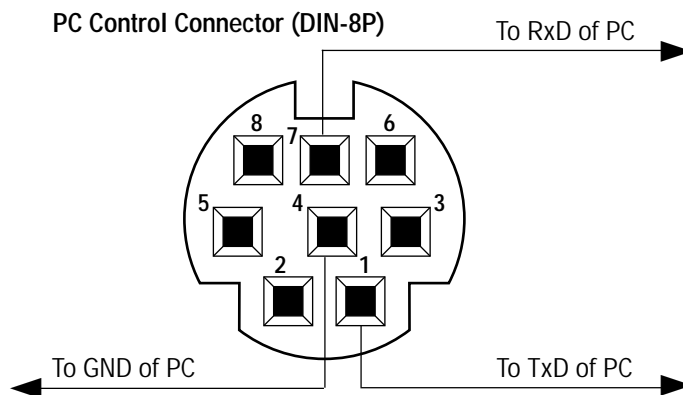 PC Control Connector (DIN-8P)
To RxD of PC
8 7 6
5 4 3
2 1
To GND of PC
To TxD of PC